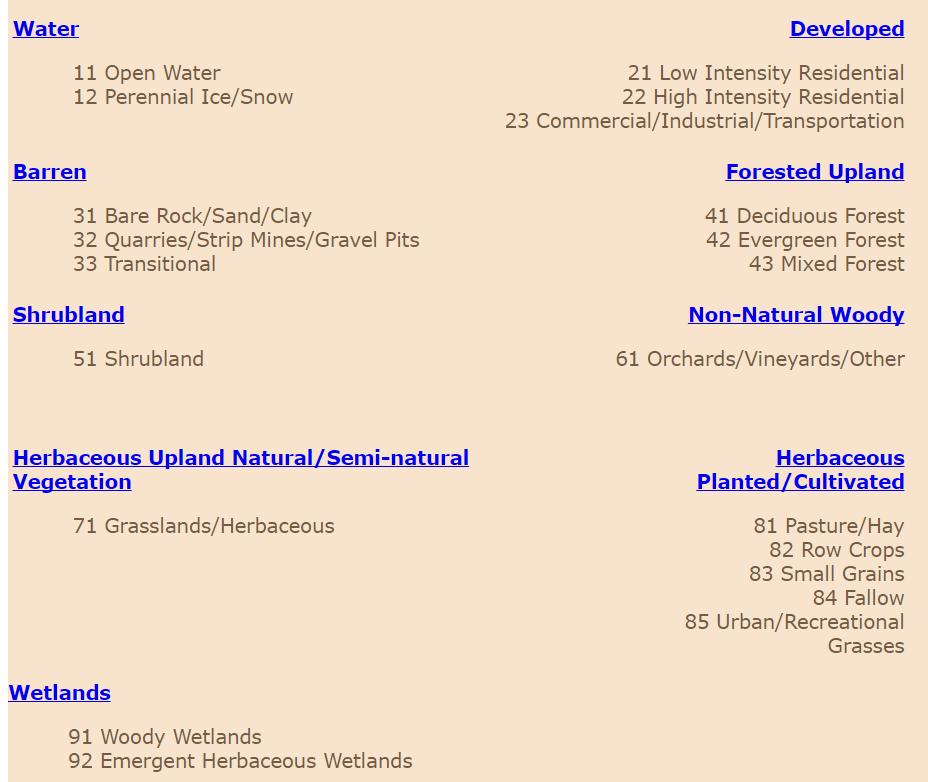 Water
11 Open Water
12 Perennial Ice/Snow
Developed
21 Low Intensity Residential
22 High Intensity Residential
23 Commercial/Industrial/Transportation
Barren
31 Bare Rock/Sand/Clay
32 Quarries/Strip Mines/Gravel Pits
33 Transitional
Forested Upland
41 Deciduous Forest
42 Evergreen Forest
43 Mixed Forest
Shrubland
51 Shrubland
Non-Natural Woody
61 Orchards/Vineyards/Other
Herbaceous Upland Natural/Semi-natural
Vegetation
71 Grasslands/Herbaceous
Herbaceous
Planted/Cultivated
81 Pasture/Hay
82 Row Crops
83 Small Grains
84 Fallow
85 Urban/Recreational
Grasses
Wetlands
91 Woody Wetlands
92 Emergent Herbaceous Wetlands